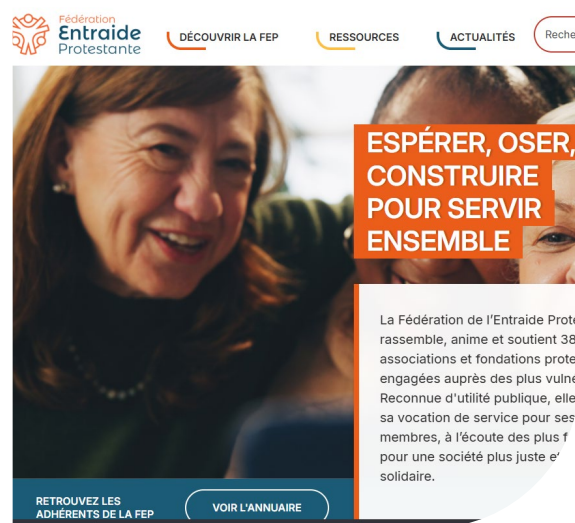 Fédération
Entraide
Protestante
DÉCOUVRIR LA FEP
RESSOURCES
ACTUALITÉS
ESPÉRER, OSER,
CONSTRUIRE
POUR SERVIR
ENSEMBLE
La Fédération de l'Entraide
rassemble, anime et soutient
associations et fondations
engagées auprès des plus
Reconnue d'utilité publique, elle
sa vocation de service pour ses
membres, à l'écoute des plus
pour une société plus juste et
solidaire.
RETROUVEZ LES
ADHÉRENTS DE LA FEP
VOIR L'ANNUAIRE